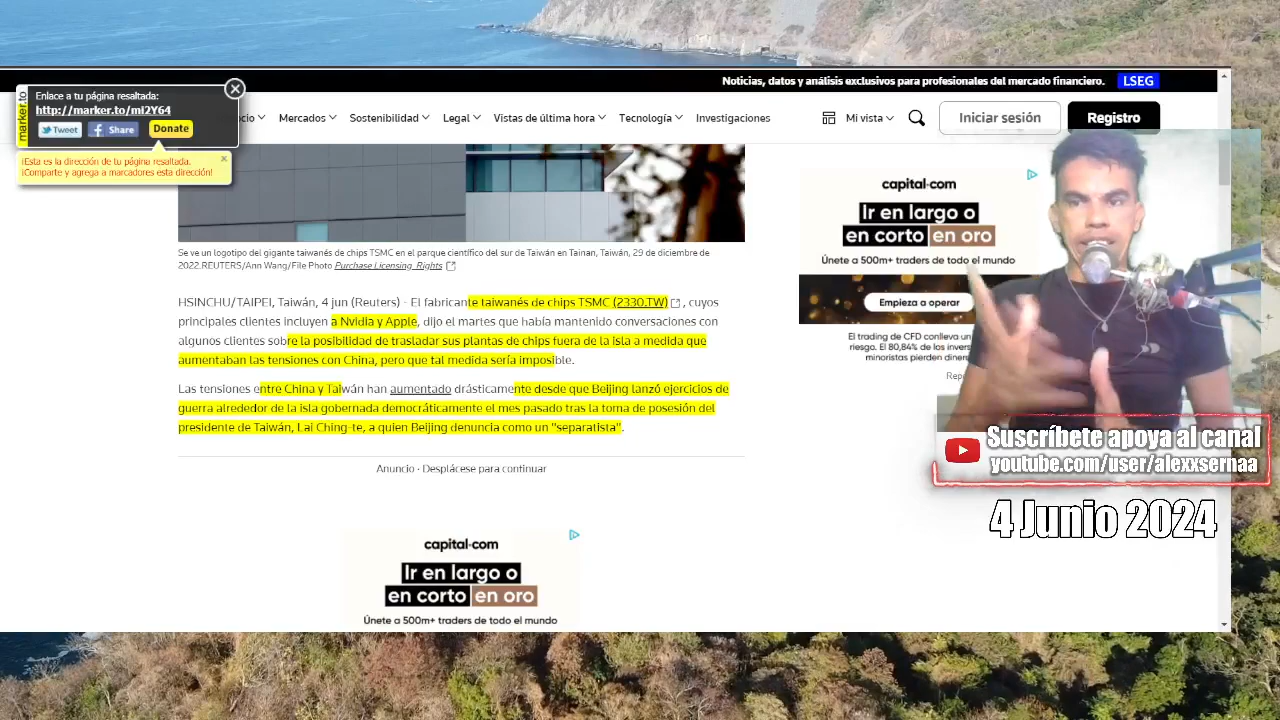 Noticias, datos y análisis exclusivos para profesionales del mercado financiero.
LSEG
marker.to
Enlace a tu página resaltada:
http://marker.to/mi2Y64
Tweet
Share
Donate
¡Esta es la dirección de tu página resaltada.
¡Comparte y agrega a marcadores esta dirección!
Mercados
Sostenibilidad
Legal
Vistas de última hora
Tecnología
Investigaciones
Mi vista
Iniciar sesión
Registro
Se ve un logotipo del gigante taiwanés de chips TSMC en el parque científico del sur de Taiwán en Tainan, Taiwán, 29 de diciembre de
2022.REUTERS/Ann Wang/File Photo Purchase Licensing Rights
HSINCHU/TAIPEI, Taiwán, 4 jun (Reuters) - El fabricante taiwanés de chips TSMC (2330.TW) , cuyos
principales clientes incluyen a Nvidia y Apple, dijo el martes que había mantenido conversaciones con
algunos clientes sobre la posibilidad de trasladar sus plantas de chips fuera de la isla a medida que
aumentaban las tensiones con China, pero que tal medida sería imposible.
Las tensiones entre China y Taiwán han aumentado drásticamente desde que Beijing lanzó ejercicios de
guerra alrededor de la isla gobernada democráticamente el mes pasado tras la toma de posesión del
presidente de Taiwán, Lai Ching-te, a quien Beijing denuncia como un "separatista".
Anuncio · Desplácese para continuar
capital·com
Ir en largo o
en corto en oro
Únete a 500m+ traders de todo el mundo
capital·com
Ir en largo o
en corto en oro
Únete a 500m+ traders de todo el mundo
Empieza a operar
El trading de CFD conlleva
riesgo. El 80,84% de los
minoristas pierden
Suscríbete apoya al canal
youtube.com/user/alexxsernaa
4 Junio 2024